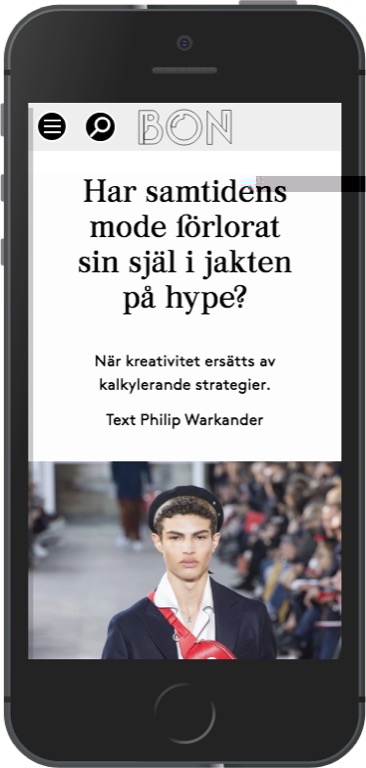 BON
Har samtidens
mode förlorat
sin själ i jakten
på hype?
När kreativitet ersätts av
kalkylerande strategier.
Text Philip Warkander